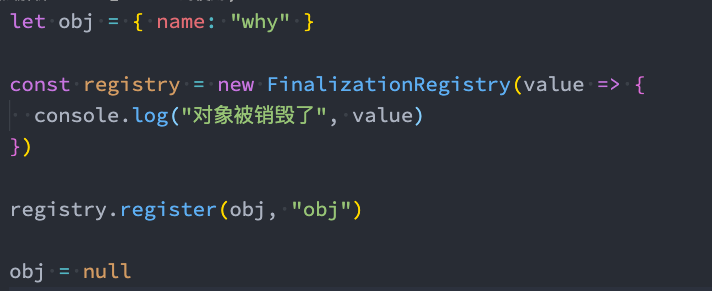 let obj = { name: "why" }
const registry = new FinalizationRegistry(value => {
console.log("对象被销毁了", value)
})
registry.register(obj, "obj")
obj = null